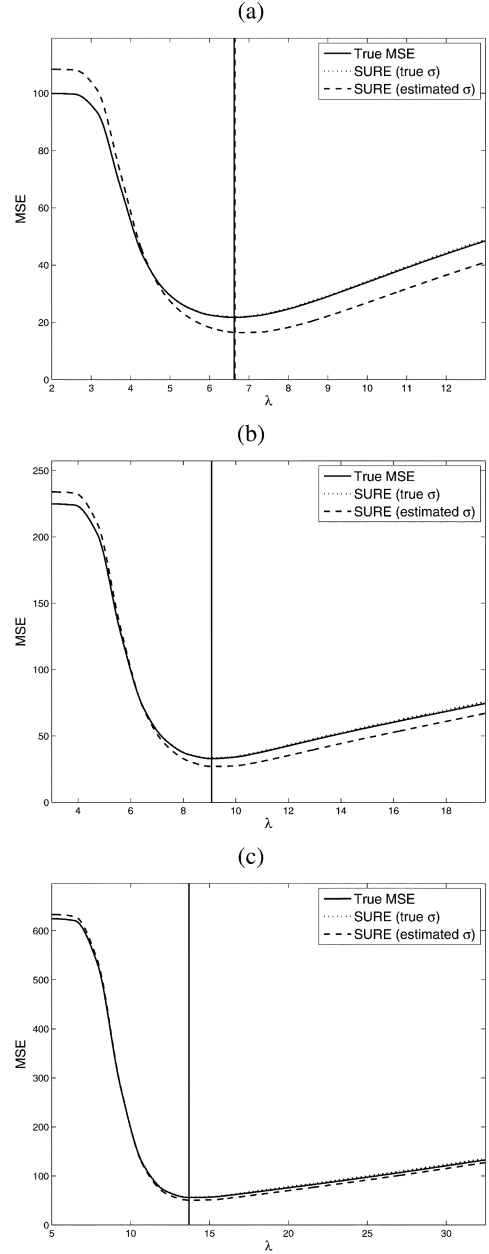 (a)
True MSE
SURE (true σ)
SURE (estimated σ)
100
80
60
40
20
0
MSE
2 3 4 5 6 7 8 9 10 11 12
λ
(b)
True MSE
SURE (true σ)
SURE (estimated σ)
250
200
150
100
50
0
MSE
4 6 8 10 12 14 16 18
λ
(c)
True MSE
SURE (true σ)
SURE (estimated σ)
600
500
400
300
200
100
0
MSE
5 10 15 20 25 30
λ